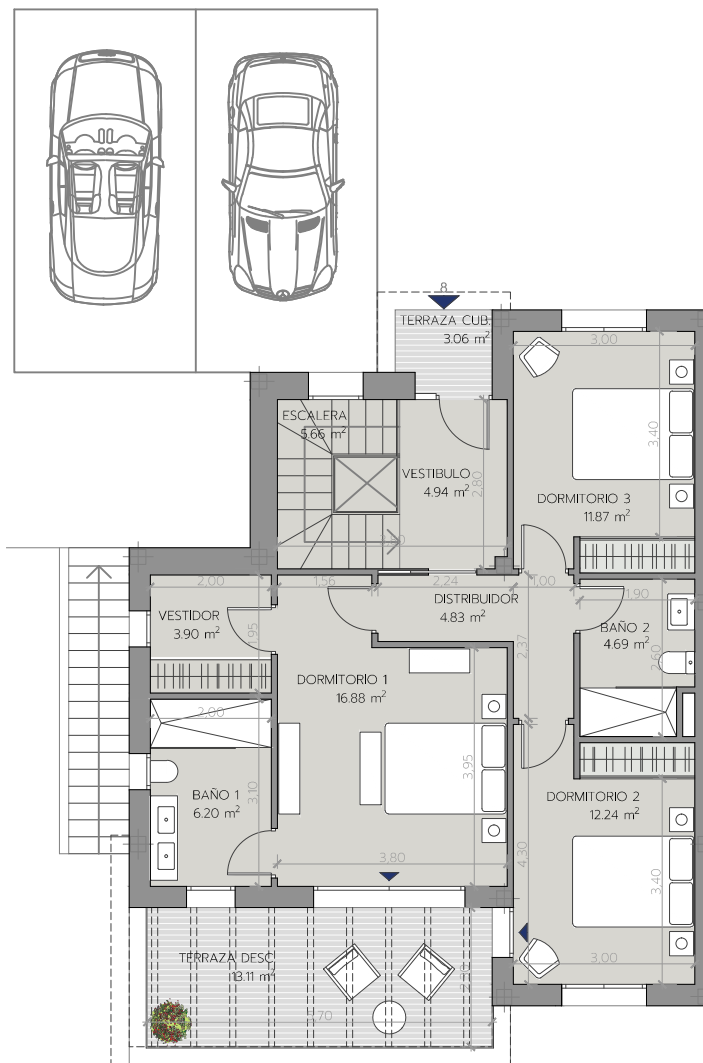 8
TERRAZA CUB.
3.06 m²
3,00
ESCALERA
5.66 m²
3,40
VESTIBULO
4.94 m²
2,80
DORMITORIO 3
11.87 m²
2,00
1,56
2,24
1,00
1,90
VESTIDOR
3.90 m²
1,95
DISTRIBUIDOR
4.83 m²
BAÑO 2
4.69 m²
2,37
2,60
DORMITORIO 1
16.88 m²
2,00
3,95
BAÑO 1
6.20 m²
3,10
DORMITORIO 2
12.24 m²
3,80
4,30
3,40
TERRAZA DESC.
13.11 m²
3,00
5,70